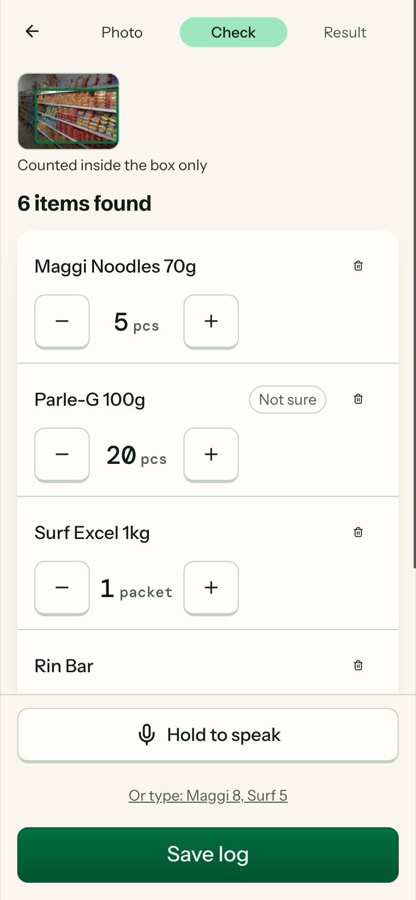 Photo
Check
Result
Counted inside the box only
6 items found
Maggi Noodles 70g
5 pcs
Parle-G 100g
Not sure
20 pcs
Surf Excel 1kg
1 packet
Rin Bar
Hold to speak
Or type: Maggi 8, Surf 5
Save log